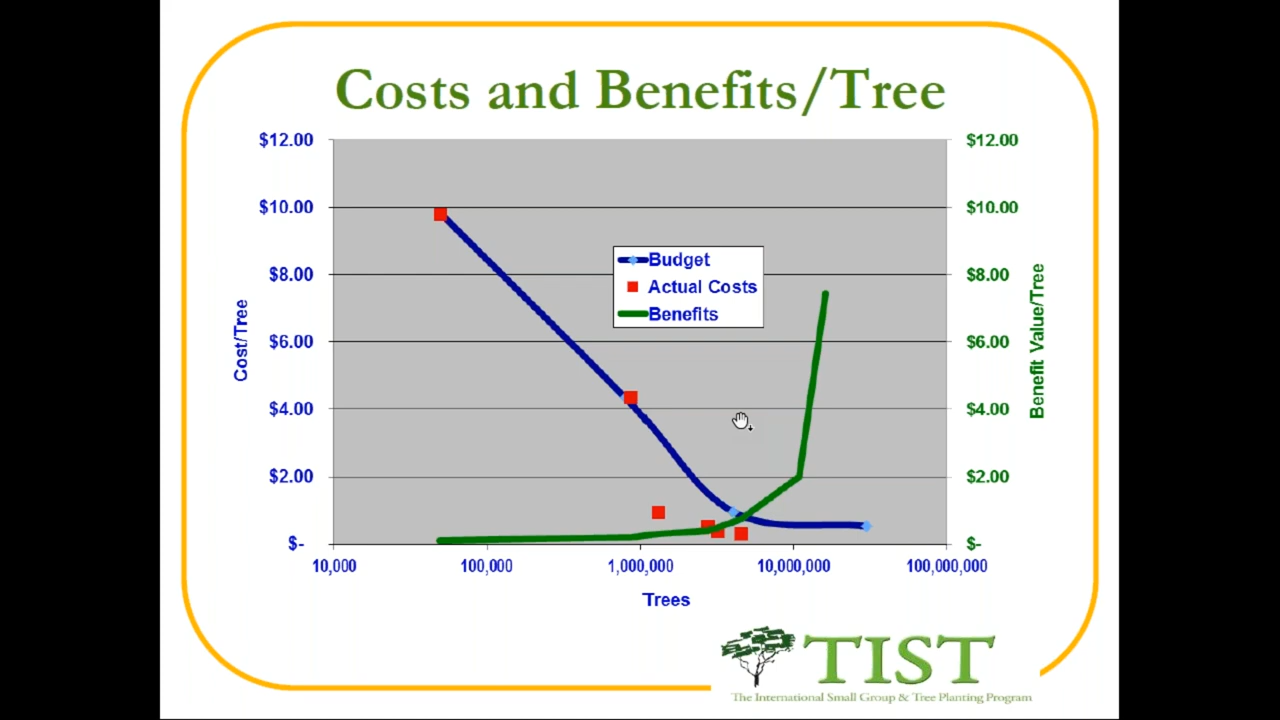 Costs and Benefits/Tree
$12.00 $12.00
$10.00 $10.00
$8.00 $8.00
$6.00 $6.00
$4.00 $4.00
$2.00 $2.00
$- $-
Cost/Tree
Benefit Value/Tree
Budget
Actual Costs
Benefits
10,000 100,000 1,000,000 10,000,000 100,000,000
Trees
TIST
The International Small Group & Tree Planting Program